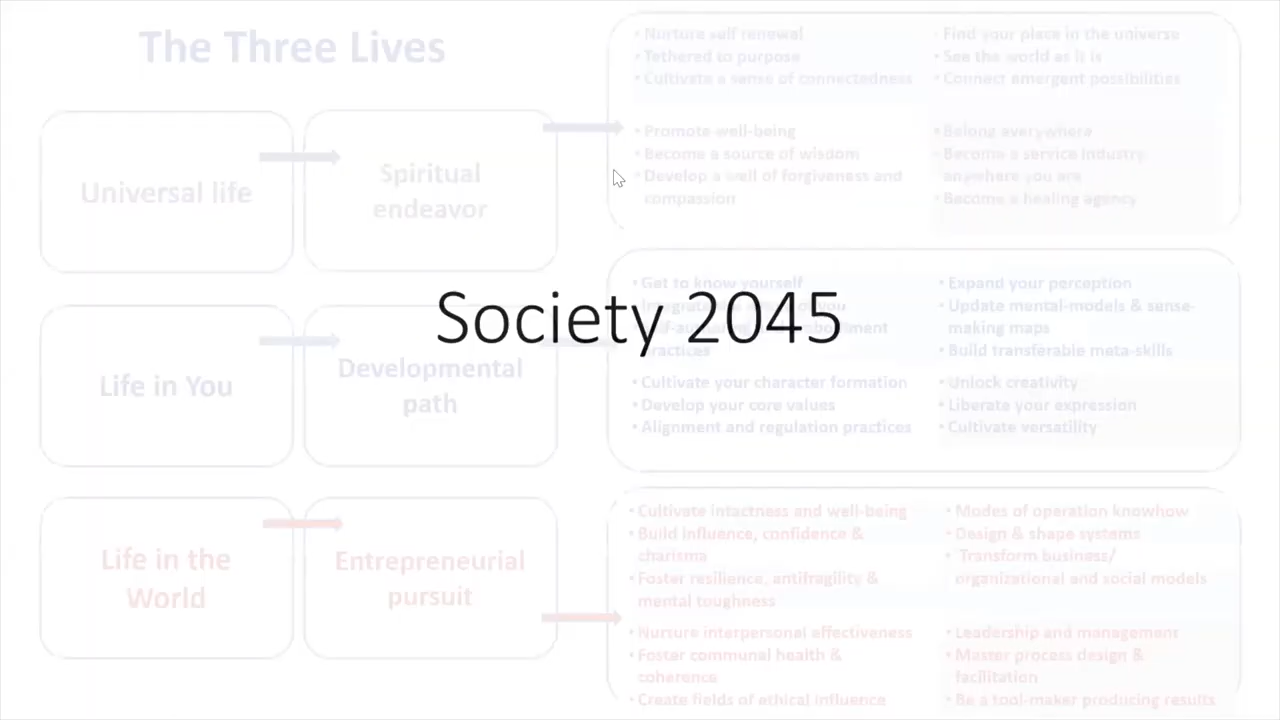 The Three Lives
• Nurture self renewal
• Tethered to purpose
• Cultivate a sense of connectedness
• Find your place in the universe
• See the world as it is
• Connect emergent possibilities
• Promote well-being
• Become a source of wisdom
• Develop a well of forgiveness and
compassion
• Belong everywhere
• Become a service industry
anywhere you are
• Become a healing agency
Universal life
Spiritual
endeavor
Society 2045
• Get to know yourself
practices
• Expand your perception
• Update mental-models & sense-
making maps
• Build transferable meta-skills
• Cultivate your character formation
• Develop your core values
• Alignment and regulation practices
• Unlock creativity
• Liberate your expression
• Cultivate versatility
Life in You
Developmental
path
• Cultivate intactness and well-being
• Build influence, confidence &
charisma
• Foster resilience, antifragility &
mental toughness
• Modes of operation knowhow
• Design & shape systems
• Transform business/
organizational and social models
• Nurture interpersonal effectiveness
• Foster communal health &
coherence
• Create fields of ethical influence
• Leadership and management
• Master process design &
facilitation
• Be a tool-maker producing results
Life in the
World
Entrepreneurial
pursuit